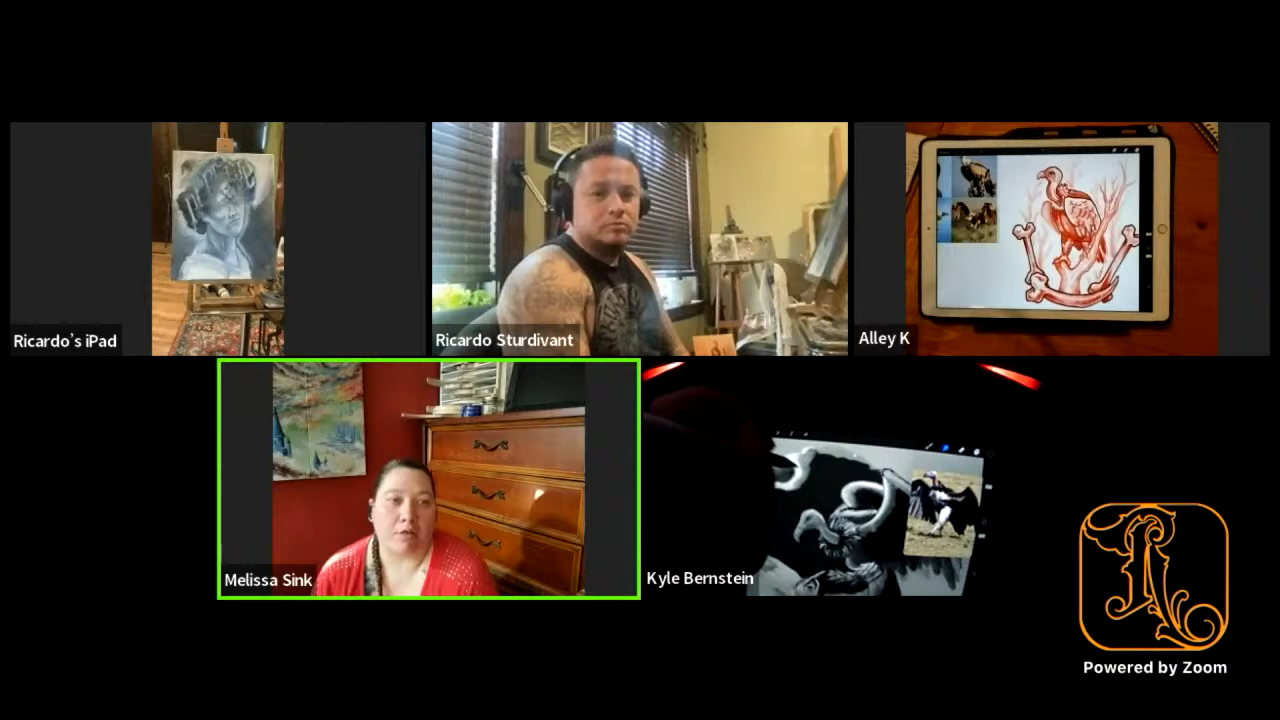 Ricardo’s iPad
Ricardo Sturdivant
Alley K
Melissa Sink
Kyle Bernstein
Powered by Zoom